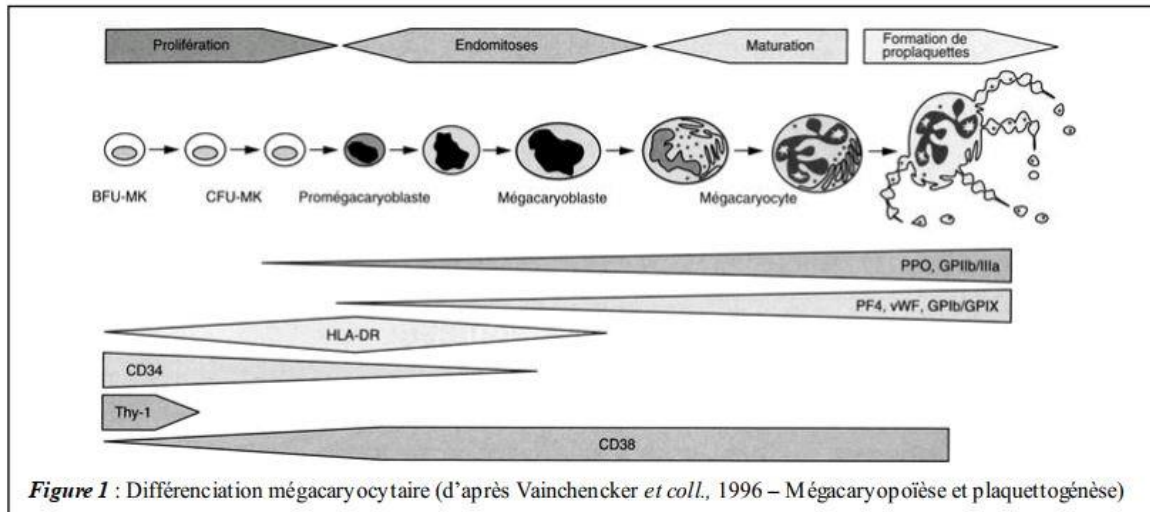 Prolifération
Endomitoses
Maturation
Formation de
proplaquettes
BFU-MK
CFU-MK
Promégacaryoblaste
Mégacaryoblaste
Mégacaryocyte
PPO, GPIIb/IIIa
PF4, vWF, GPIb/GPIX
HLA-DR
CD34
Thy-1
CD38
Figure 1 : Différenciation mégacaryocytaire (d'après Vainchencker et coll., 1996 – Mégacaryopoïèse et plaquettogénèse)